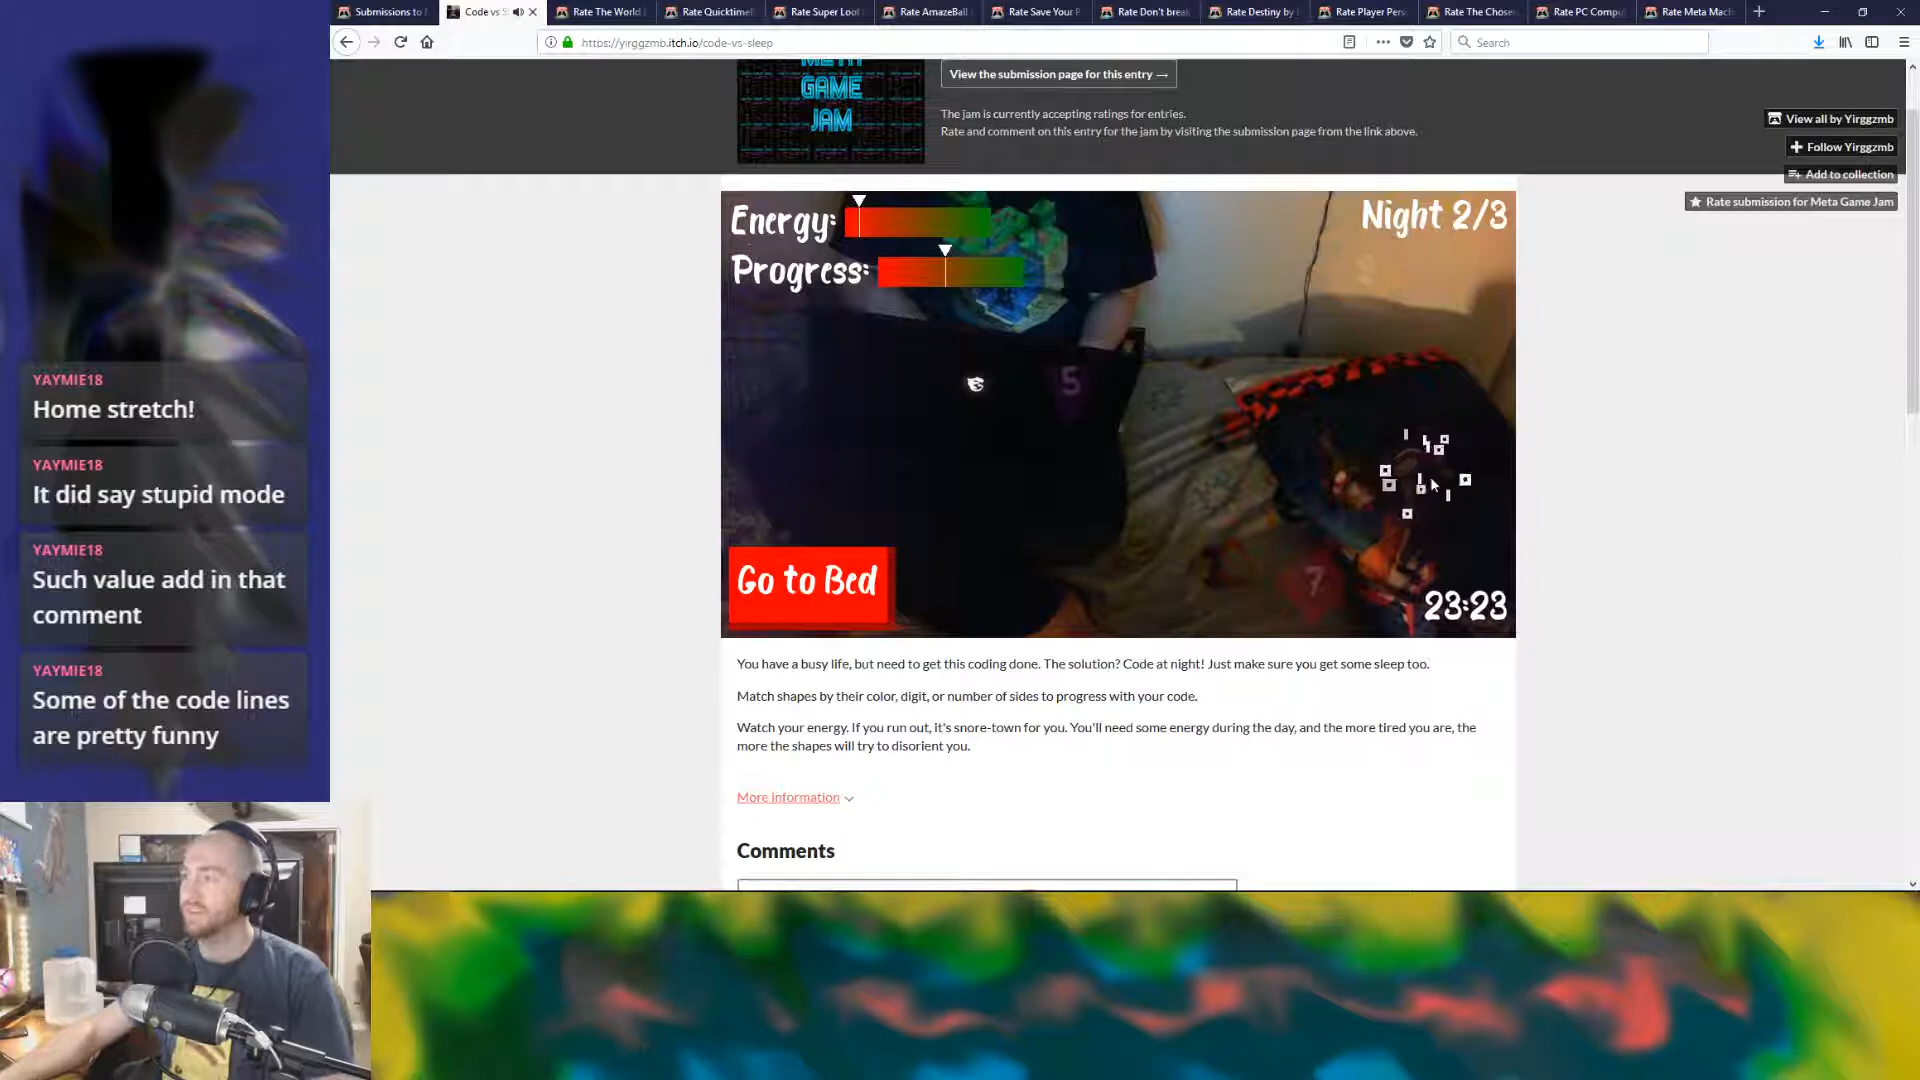 Submissions to
Code vs S
Rate The World
Rate Quicktime
Rate Super Loot
Rate AmazeBall
Rate Save Your P
Rate Don't break
Rate Destiny by
Rate Player Pers
Rate The Chosen
Rate PC Compu
Rate Meta Mach
https://yirggzmb.itch.io/code-vs-sleep
Search
META
GAME
JAM
View the submission page for this entry →
The jam is currently accepting ratings for entries.
Rate and comment on this entry for the jam by visiting the submission page from the link above.
View all by Yirggzmb
Follow Yirggzmb
Add to collection
Rate submission for Meta Game Jam
Energy:
Progress:
Night 2/3
5
7
Go to Bed
23:23
You have a busy life, but need to get this coding done. The solution? Code at night! Just make sure you get some sleep too.
Match shapes by their color, digit, or number of sides to progress with your code.
Watch your energy. If you run out, it's snore-town for you. You'll need some energy during the day, and the more tired you are, the
more the shapes will try to disorient you.
More information
Comments
YAYMIE18
Home stretch!
YAYMIE18
It did say stupid mode
YAYMIE18
Such value add in that
comment
YAYMIE18
Some of the code lines
are pretty funny